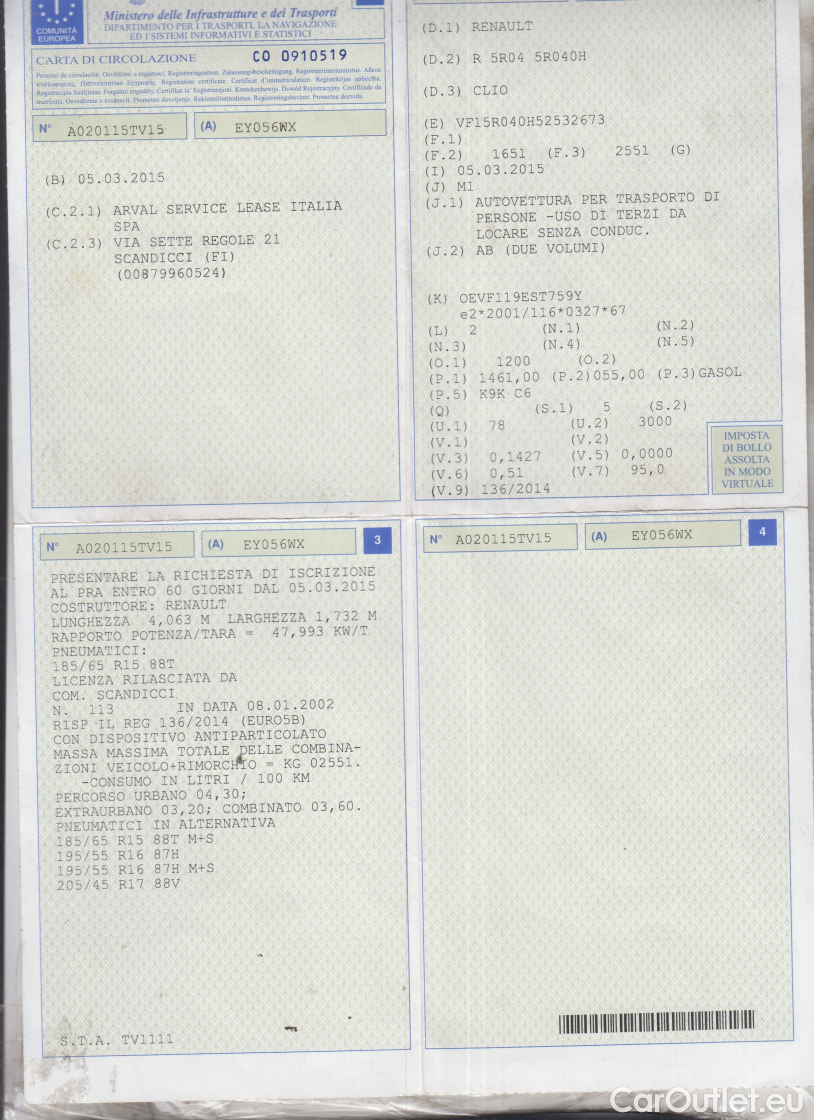 I
COMUNITÀ
EUROPEA
Ministero delle Infrastrutture e dei Trasporti
DIPARTIMENTO PER I TRASPORTI, LA NAVIGAZIONE
ED I SISTEMI INFORMATIVI E STATISTICI
CARTA DI CIRCOLAZIONE CO 0910519
N° A020115TV15 (A) EY056WX
(B) 05.03.2015
(C.2.1) ARVAL SERVICE LEASE ITALIA
SPA
(C.2.3) VIA SETTE REGOLE 21
SCANDICCI (FI)
(00879960524)
(D.1) RENAULT
(D.2) R 5R04 5R040H
(D.3) CLIO
(E) VF15R040H52532673
(F.1)
(F.2) 1651 (F.3) 2551 (G)
(I) 05.03.2015
(J) M1
(J.1) AUTOVETTURA PER TRASPORTO DI
PERSONE -USO DI TERZI DA
LOCARE SENZA CONDUC.
(J.2) AB (DUE VOLUMI)
(K) OEVF119EST759Y
e2*2001/116*0327*67
(L) 2 (N.1) (N.2)
(N.3) (N.4) (N.5)
(O.1) 1200 (O.2)
(P.1) 1461,00 (P.2)055,00 (P.3)GASOL
(P.5) K9K C6
(Q) (S.1) 5 (S.2)
(U.1) 78 (U.2) 3000
(V.1) (V.2)
(V.3) 0,1427 (V.5) 0,0000
(V.6) 0,51 (V.7) 95,0
(V.9) 136/2014
IMPOSTA
DI BOLLO
ASSOLTA
IN MODO
VIRTUALE
N° A020115TV15 (A) EY056WX 3
PRESENTARE LA RICHIESTA DI ISCRIZIONE
AL PRA ENTRO 60 GIORNI DAL 05.03.2015
COSTRUTTORE: RENAULT
LUNGHEZZA 4,063 M LARGHEZZA 1,732 M
RAPPORTO POTENZA/TARA = 47,993 KW/T
PNEUMATICI:
185/65 R15 88T
LICENZA RILASCIATA DA
COM. SCANDICCI
N. 113 IN DATA 08.01.2002
RISP IL REG 136/2014 (EURO5B)
CON DISPOSITIVO ANTIPARTICOLATO
MASSA MASSIMA TOTALE DELLE COMBINA-
ZIONI VEICOLO+RIMORCHIO = KG 02551.
-CONSUMO IN LITRI / 100 KM
PERCORSO URBANO 04,30;
EXTRAURBANO 03,20; COMBINATO 03,60.
PNEUMATICI IN ALTERNATIVA
185/65 R15 88T M+S
195/55 R16 87H
195/55 R16 87H M+S
205/45 R17 88V
S.T.A. TV1111
N° A020115TV15 (A) EY056WX 4
CarOutlet.eu